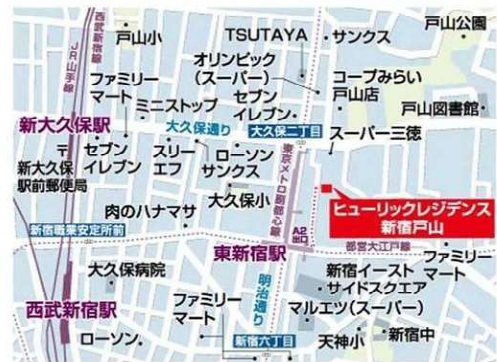 戸山小
TSUTAYA
サンクス
戸山公園
西武新宿線
JR山手線
オリンピック
(スーパー)
ファミリー
マート
ミニストップ
セブン
イレブン
コープみらい
戸山店
戸山図書館
新大久保駅
大久保通り
大久保二丁目
スーパー三徳
〒
新大久保
駅前郵便局
セブン
イレブン
スリー
エフ
ローソン
サンクス
大久保小
東京メトロ副都心線
肉のハナマサ
A2
出口
ヒューリックレジデンス
新宿戸山
新宿職業安定所前
東新宿駅
都営大江戸線
ファミリー
マート
大久保病院
明治通り
新宿イースト
サイドスクエア
西武新宿駅
ファミリー
マート
マルエツ(スーパー)
ローソン
新宿六丁目
天神小
新宿中